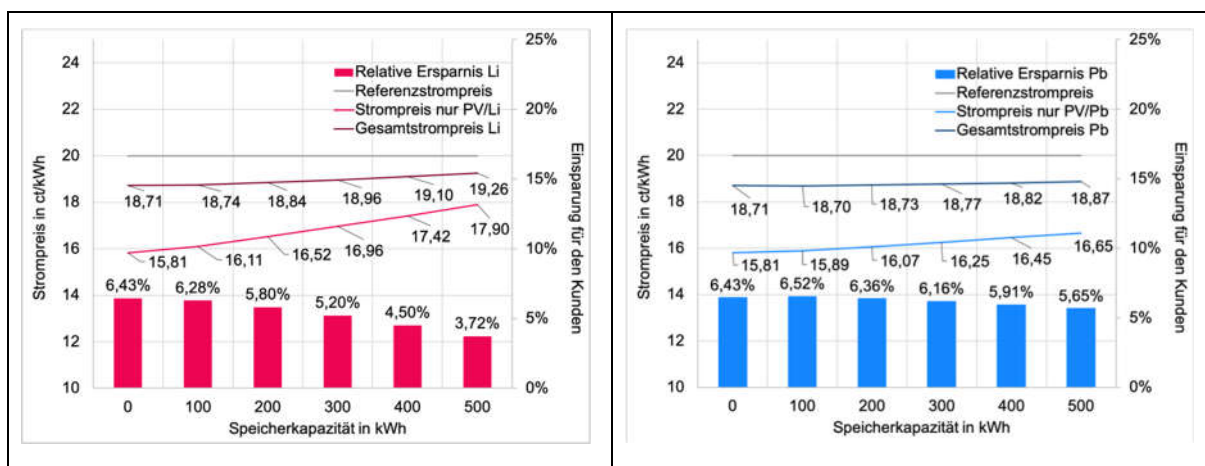 24
22
20
18
16
14
12
10
Strompreis in ct/kWh
25%
20%
15%
10%
5%
0%
Einsparung für den Kunden
Relative Ersparnis Li
Referenzstrompreis
Strompreis nur PV/Li
Gesamtstrompreis Li
18,71 18,74 18,84 18,96 19,10 19,26
15,81 16,11 16,52 16,96 17,42 17,90
6,43% 6,28% 5,80% 5,20% 4,50% 3,72%
0 100 200 300 400 500
Speicherkapazität in kWh
24
22
20
18
16
14
12
10
Strompreis in ct/kWh
25%
20%
15%
10%
5%
0%
Einsparung für den Kunden
Relative Ersparnis Pb
Referenzstrompreis
Strompreis nur PV/Pb
Gesamtstrompreis Pb
18,71 18,70 18,73 18,77 18,82 18,87
15,81 15,89 16,07 16,25 16,45 16,65
6,43% 6,52% 6,36% 6,16% 5,91% 5,65%
0 100 200 300 400 500
Speicherkapazität in kWh